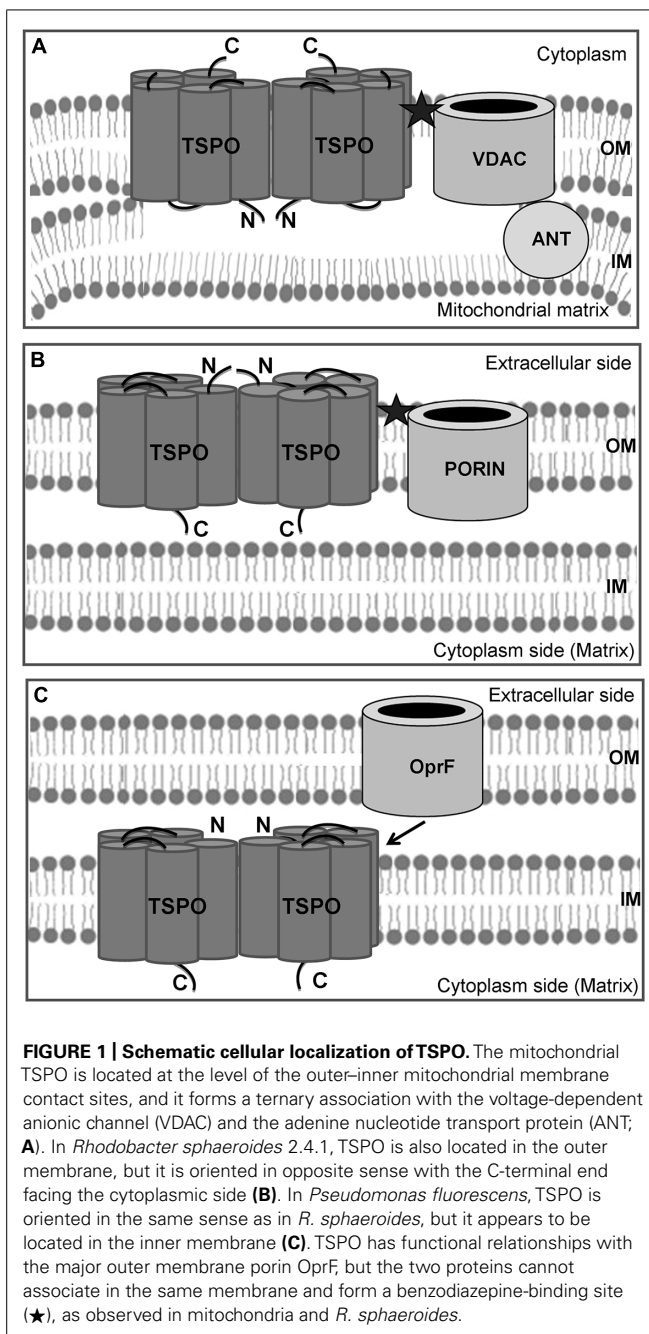 A
C
C
Cytoplasm
TSPO
TSPO
VDAC
OM
N
N
ANT
IM
Mitochondrial matrix
B
N
N
Extracellular side
TSPO
TSPO
PORIN
OM
C
C
IM
Cytoplasm side (Matrix)
C
Extracellular side
OprF
OM
N
N
TSPO
TSPO
IM
C
C
Cytoplasm side (Matrix)
FIGURE 1 | Schematic cellular localization of TSPO. The mitochondrial
TSPO is located at the level of the outer–inner mitochondrial membrane
contact sites, and it forms a ternary association with the voltage-dependent
anionic channel (VDAC) and the adenine nucleotide transport protein (ANT;
A). In Rhodobacter sphaeroides 2.4.1, TSPO is also located in the outer
membrane, but it is oriented in opposite sense with the C-terminal end
facing the cytoplasmic side (B). In Pseudomonas fluorescens, TSPO is
oriented in the same sense as in R. sphaeroides, but it appears to be
located in the inner membrane (C). TSPO has functional relationships with
the major outer membrane porin OprF, but the two proteins cannot
associate in the same membrane and form a benzodiazepine-binding site
(★), as observed in mitochondria and R. sphaeroides.